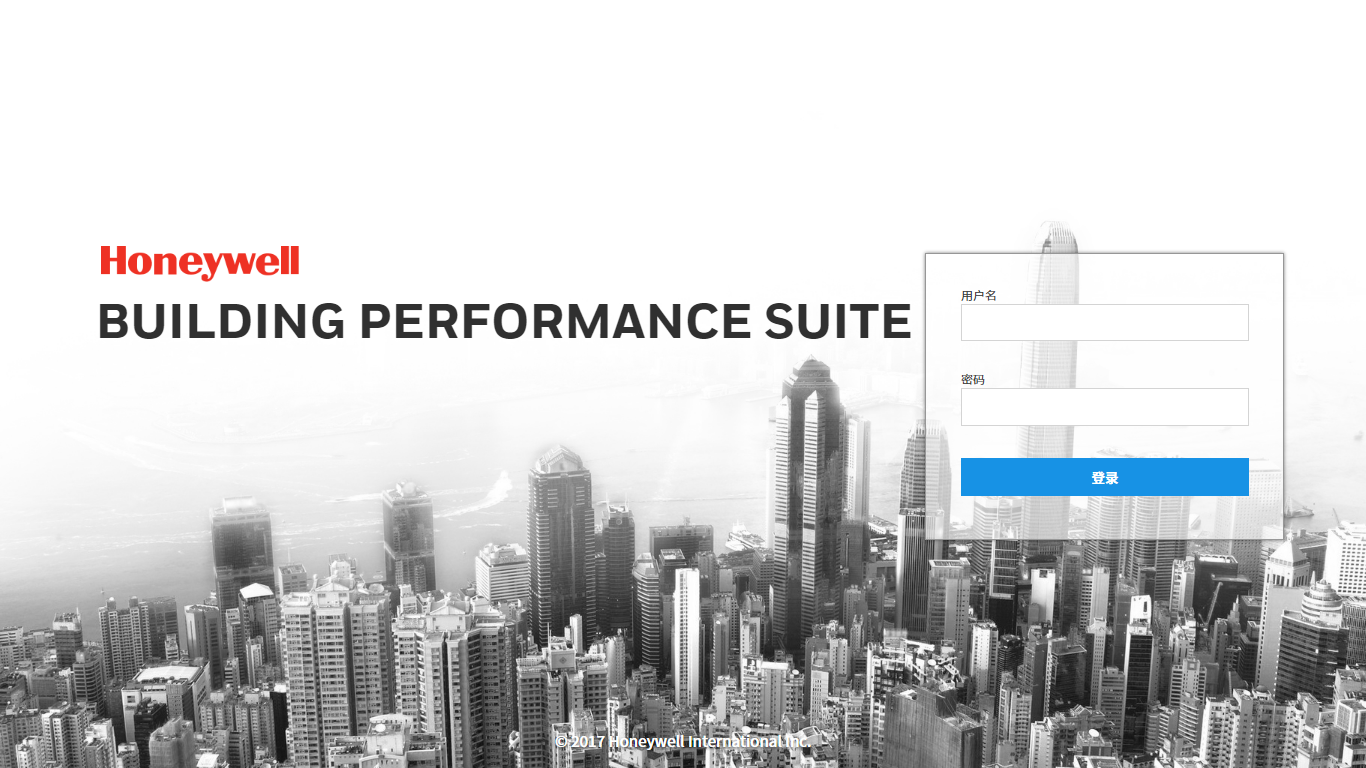 Honeywell
BUILDING PERFORMANCE SUITE
用户名
密码
登录
© 2017 Honeywell International Inc.